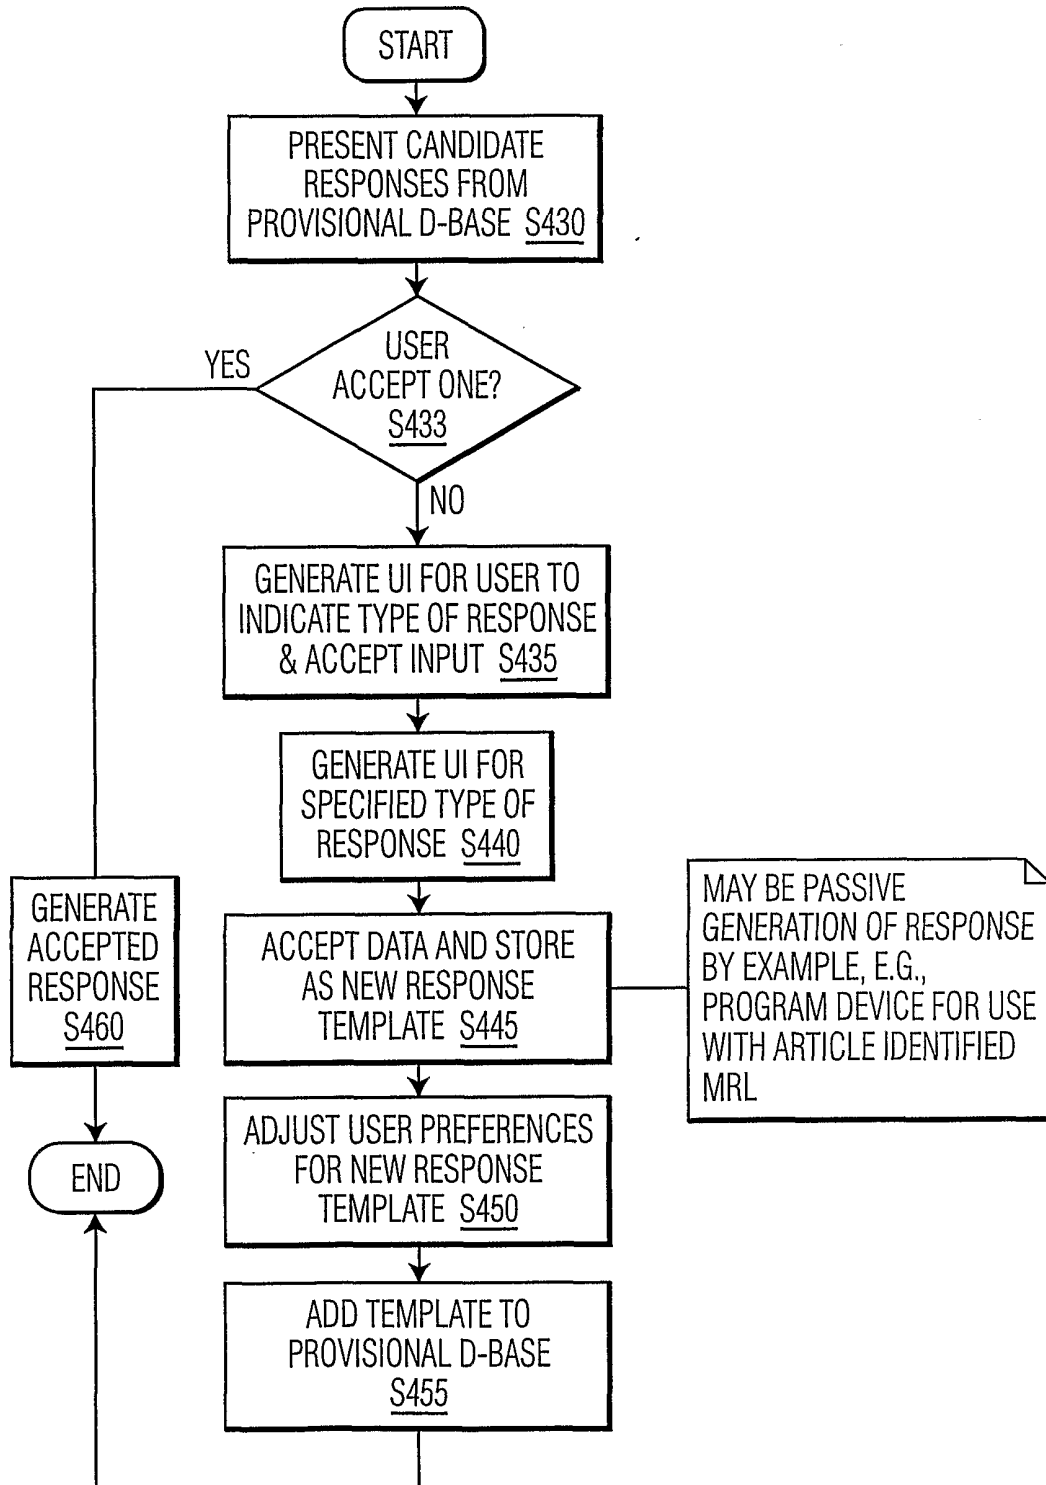 START
PRESENT CANDIDATE
RESPONSES FROM
PROVISIONAL D-BASE S430
USER
ACCEPT ONE?
S433
YES
NO
GENERATE UI FOR USER TO
INDICATE TYPE OF RESPONSE
& ACCEPT INPUT S435
GENERATE UI FOR
SPECIFIED TYPE OF
RESPONSE S440
GENERATE
ACCEPTED
RESPONSE
S460
ACCEPT DATA AND STORE
AS NEW RESPONSE
TEMPLATE S445
MAY BE PASSIVE
GENERATION OF RESPONSE
BY EXAMPLE, E.G.,
PROGRAM DEVICE FOR USE
WITH ARTICLE IDENTIFIED
MRL
END
ADJUST USER PREFERENCES
FOR NEW RESPONSE
TEMPLATE S450
ADD TEMPLATE TO
PROVISIONAL D-BASE
S455